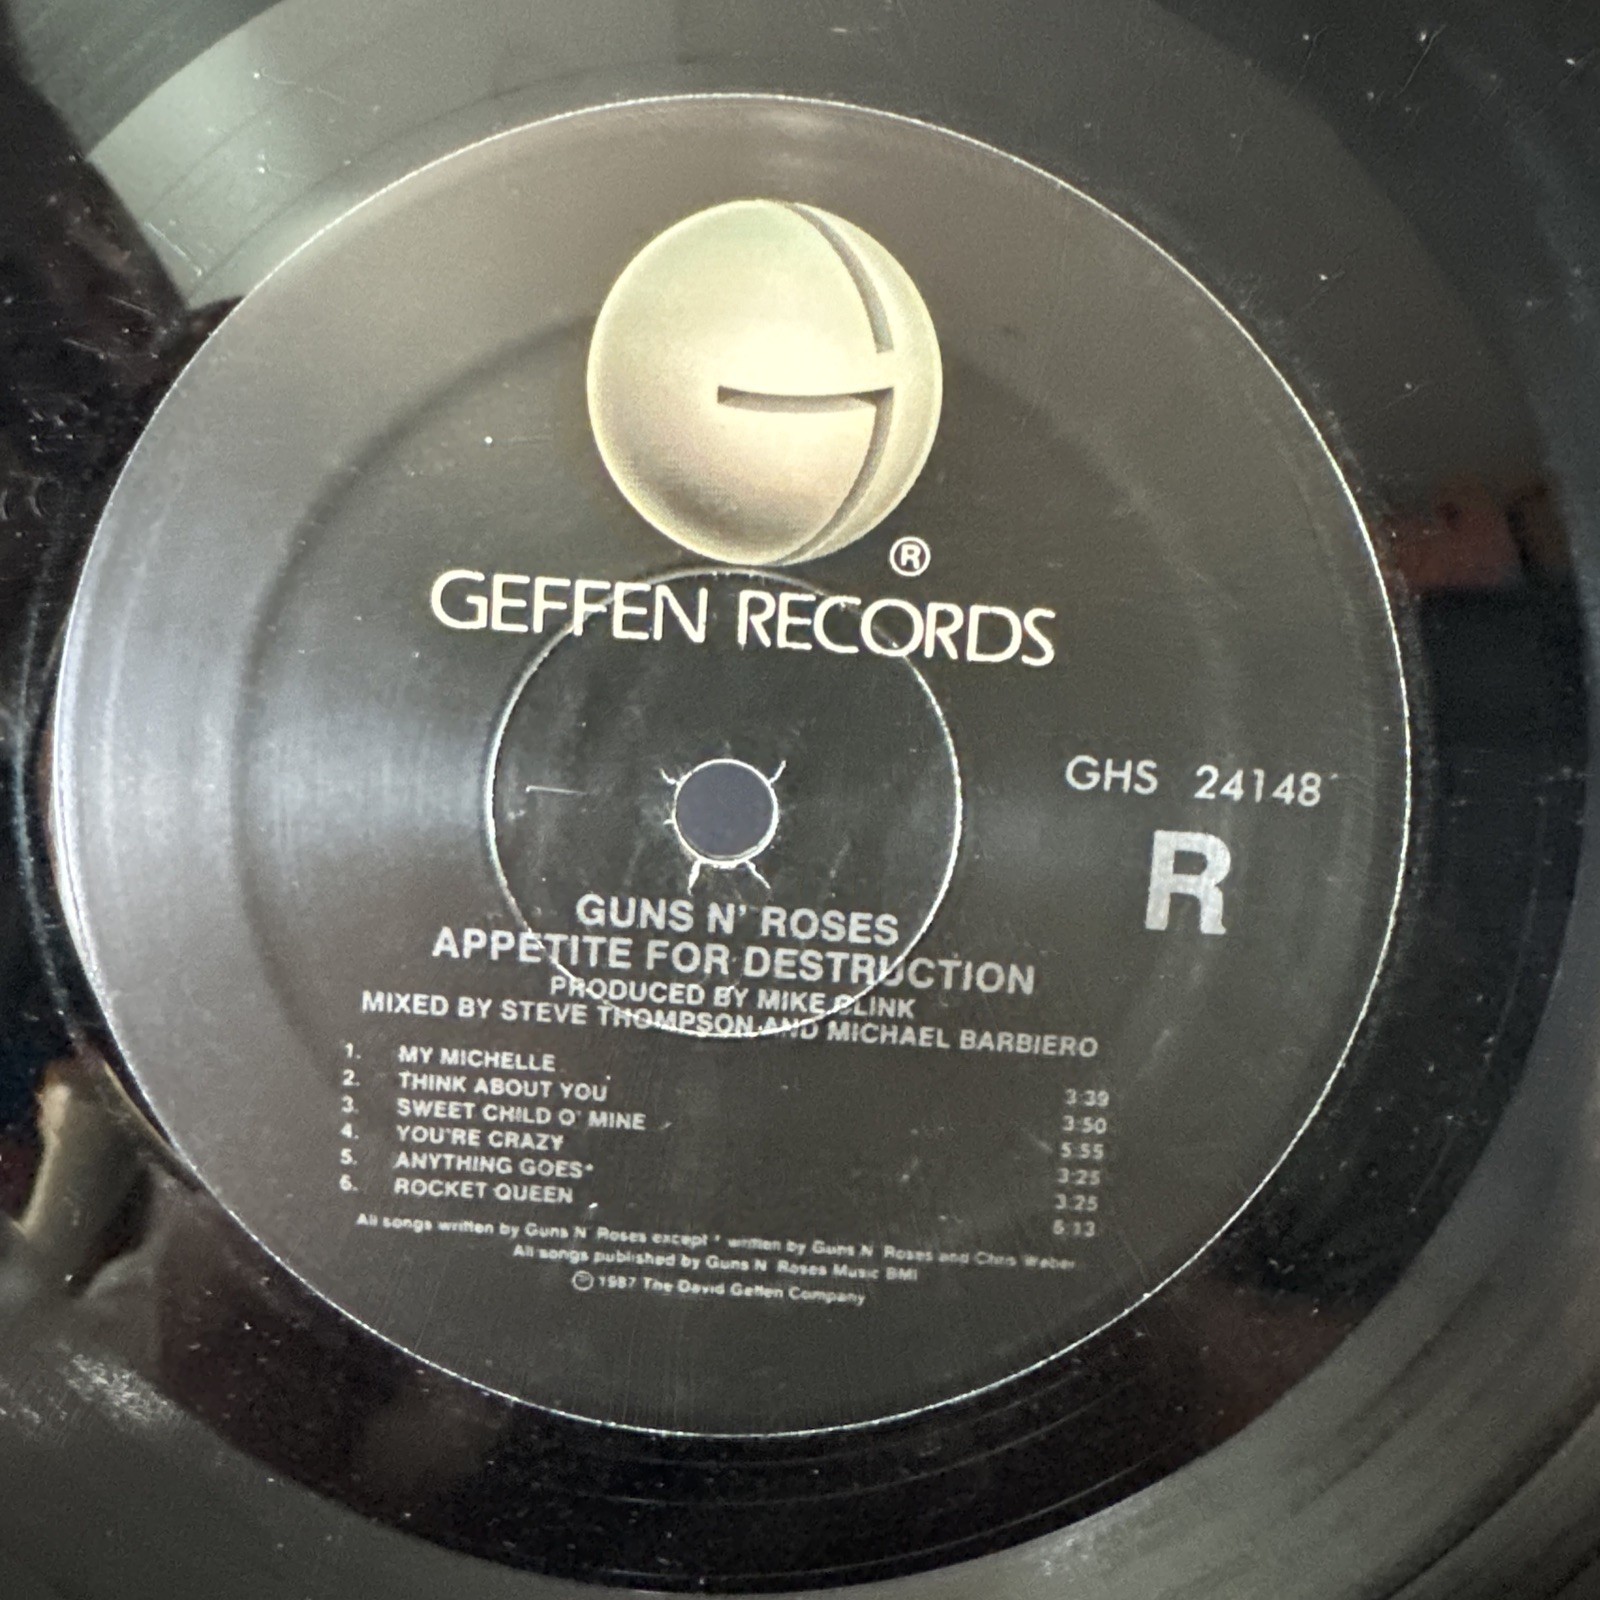 ®
GEFFEN RECORDS
GHS 24148
R
GUNS N' ROSES
APPETITE FOR DESTRUCTION
PRODUCED BY MIKE CLINK
MIXED BY STEVE THOMPSON AND MICHAEL BARBIERO
1. MY MICHELLE 3:39
2. THINK ABOUT YOU 3:50
3. SWEET CHILD O' MINE 5:55
4. YOU'RE CRAZY 3:25
5. ANYTHING GOES* 3:25
6. ROCKET QUEEN 6:13
All songs written by Guns N' Roses except * written by Guns N' Roses and Chris Weber
All songs published by Guns N' Roses Music BMI
℗ 1987 The David Geffen Company